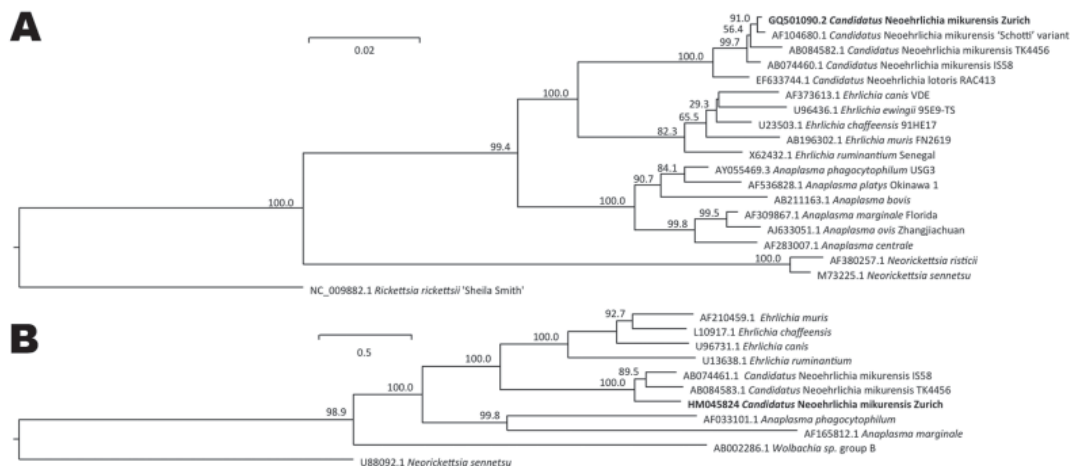 A
0.02
91.0 GQ501090.2 Candidatus Neoehrlichia mikurensis Zurich
56.4 AF104680.1 Candidatus Neoehrlichia mikurensis 'Schotti' variant
99.7 AB084582.1 Candidatus Neoehrlichia mikurensis TK4456
100.0 AB074460.1 Candidatus Neoehrlichia mikurensis IS58
EF633744.1 Candidatus Neoehrlichia lotoris RAC413
100.0 AF373613.1 Ehrlichia canis VDE
29.3 U96436.1 Ehrlichia ewingii 95E9-TS
65.5 U23503.1 Ehrlichia chaffeensis 91HE17
82.3 AB196302.1 Ehrlichia muris FN2619
99.4 X62432.1 Ehrlichia ruminantium Senegal
84.1 AY055469.3 Anaplasma phagocytophilum USG3
90.7 AF536828.1 Anaplasma platys Okinawa 1
100.0 100.0 AB211163.1 Anaplasma bovis
99.5 AF309867.1 Anaplasma marginale Florida
99.8 AJ633051.1 Anaplasma ovis Zhangjiachuan
AF283007.1 Anaplasma centrale
100.0 AF380257.1 Neorickettsia risticii
M73225.1 Neorickettsia sennetsu
NC_009882.1 Rickettsia rickettsii 'Sheila Smith'
B
0.5
92.7 AF210459.1 Ehrlichia muris
L10917.1 Ehrlichia chaffeensis
100.0 U96731.1 Ehrlichia canis
100.0 U13638.1 Ehrlichia ruminantium
89.5 AB074461.1 Candidatus Neoehrlichia mikurensis IS58
100.0 100.0 AB084583.1 Candidatus Neoehrlichia mikurensis TK4456
HM045824 Candidatus Neoehrlichia mikurensis Zurich
98.9 99.8 AF033101.1 Anaplasma phagocytophilum
AF165812.1 Anaplasma marginale
AB002286.1 Wolbachia sp. group B
U88092.1 Neorickettsia sennetsu